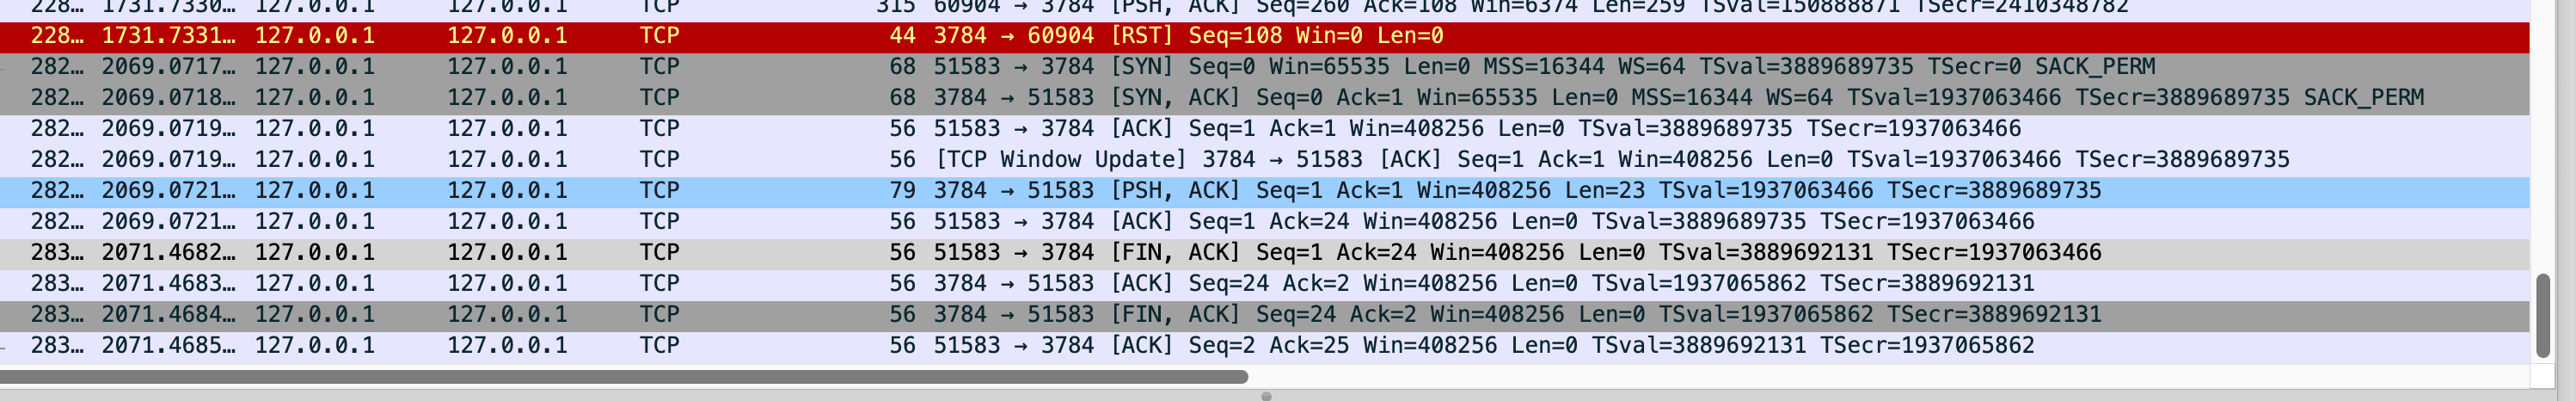 228… 1731.7330… 127.0.0.1 127.0.0.1 TCP 315 60904 → 3784 [PSH, ACK] Seq=260 Ack=108 Win=6374 Len=259 TSval=150888871 TSecr=2410348782
228… 1731.7331… 127.0.0.1 127.0.0.1 TCP 44 3784 → 60904 [RST] Seq=108 Win=0 Len=0
282… 2069.0717… 127.0.0.1 127.0.0.1 TCP 68 51583 → 3784 [SYN] Seq=0 Win=65535 Len=0 MSS=16344 WS=64 TSval=3889689735 TSecr=0 SACK_PERM
282… 2069.0718… 127.0.0.1 127.0.0.1 TCP 68 3784 → 51583 [SYN, ACK] Seq=0 Ack=1 Win=65535 Len=0 MSS=16344 WS=64 TSval=1937063466 TSecr=3889689735 SACK_PERM
282… 2069.0719… 127.0.0.1 127.0.0.1 TCP 56 51583 → 3784 [ACK] Seq=1 Ack=1 Win=408256 Len=0 TSval=3889689735 TSecr=1937063466
282… 2069.0719… 127.0.0.1 127.0.0.1 TCP 56 [TCP Window Update] 3784 → 51583 [ACK] Seq=1 Ack=1 Win=408256 Len=0 TSval=1937063466 TSecr=3889689735
282… 2069.0721… 127.0.0.1 127.0.0.1 TCP 79 3784 → 51583 [PSH, ACK] Seq=1 Ack=1 Win=408256 Len=23 TSval=1937063466 TSecr=3889689735
282… 2069.0721… 127.0.0.1 127.0.0.1 TCP 56 51583 → 3784 [ACK] Seq=1 Ack=24 Win=408256 Len=0 TSval=3889689735 TSecr=1937063466
283… 2071.4682… 127.0.0.1 127.0.0.1 TCP 56 51583 → 3784 [FIN, ACK] Seq=1 Ack=24 Win=408256 Len=0 TSval=3889692131 TSecr=1937063466
283… 2071.4683… 127.0.0.1 127.0.0.1 TCP 56 3784 → 51583 [ACK] Seq=24 Ack=2 Win=408256 Len=0 TSval=1937065862 TSecr=3889692131
283… 2071.4684… 127.0.0.1 127.0.0.1 TCP 56 3784 → 51583 [FIN, ACK] Seq=24 Ack=2 Win=408256 Len=0 TSval=1937065862 TSecr=3889692131
283… 2071.4685… 127.0.0.1 127.0.0.1 TCP 56 51583 → 3784 [ACK] Seq=2 Ack=25 Win=408256 Len=0 TSval=3889692131 TSecr=1937065862